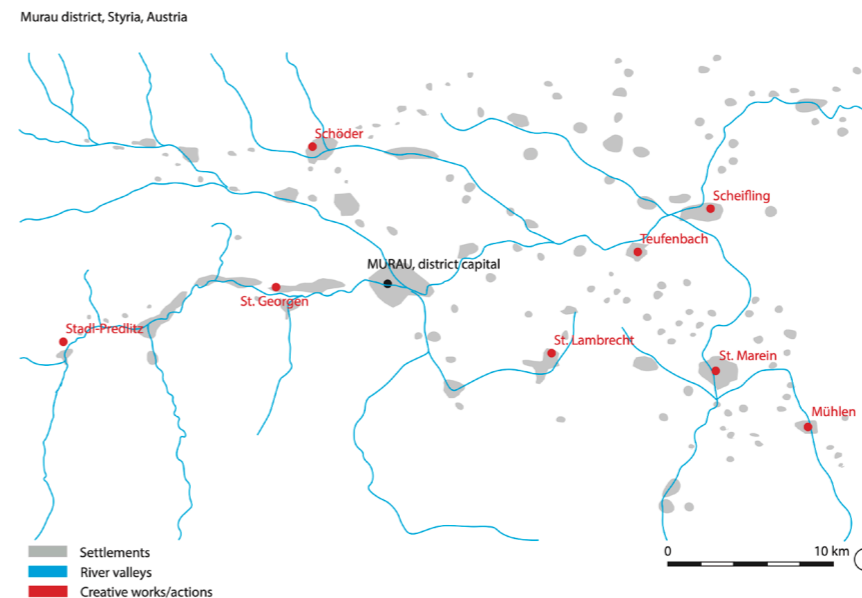 Murau district, Styria, Austria
Schöder
Scheifling
Teufenbach
MURAU, district capital
St. Georgen
Stadl-Predlitz
St. Lambrecht
St. Marein
Mühlen
Settlements
River valleys
Creative works/actions
0 10 km